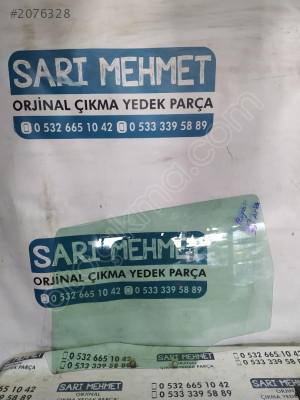 #2076328
SARI MEHMET
ORJİNAL ÇIKMA YEDEK PARÇA
0 532 665 10 42 0 533 339 58 89
SARI MEHMET
ORJİNAL ÇIKMA YEDEK PARÇA
0 532 665 10 42 0 533 339 58 89
0 532 665 10 42
0 533 339 58 89
SARI MEHMET
ORJİNAL